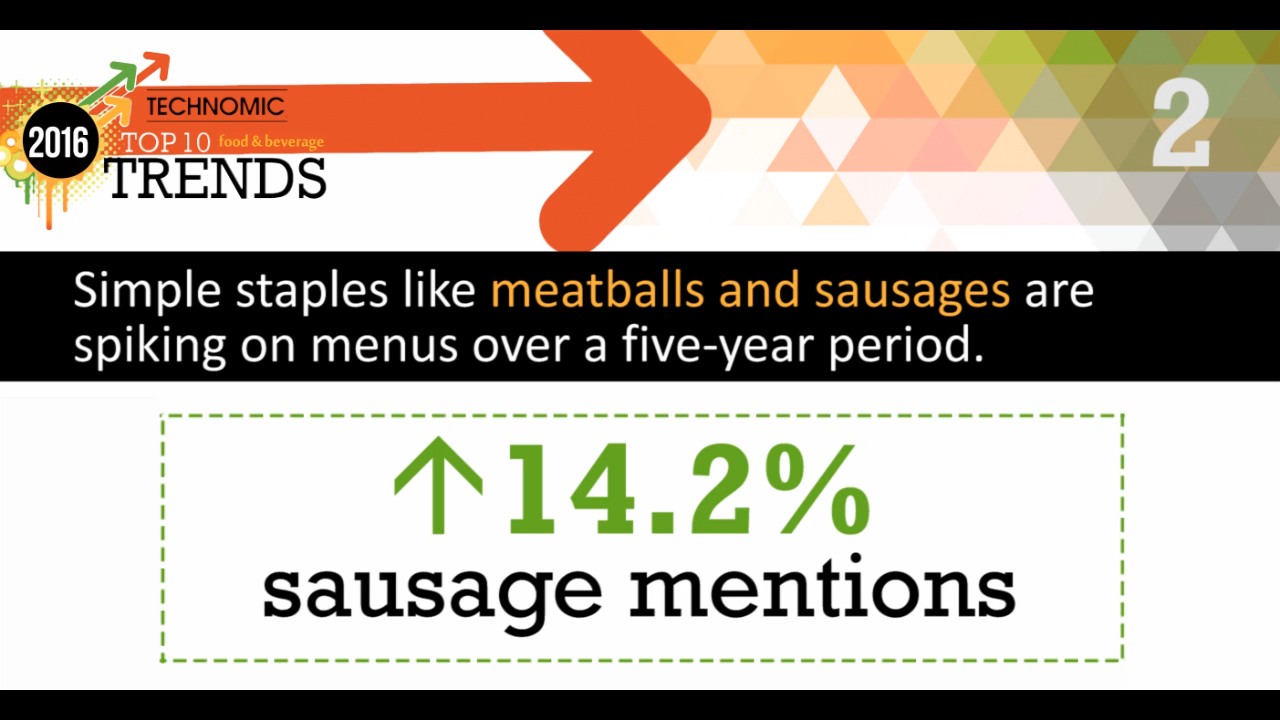 TECHNOMIC
2016
TOP 10 food & beverage
TRENDS
2
Simple staples like meatballs and sausages are
spiking on menus over a five-year period.
↑14.2%
sausage mentions